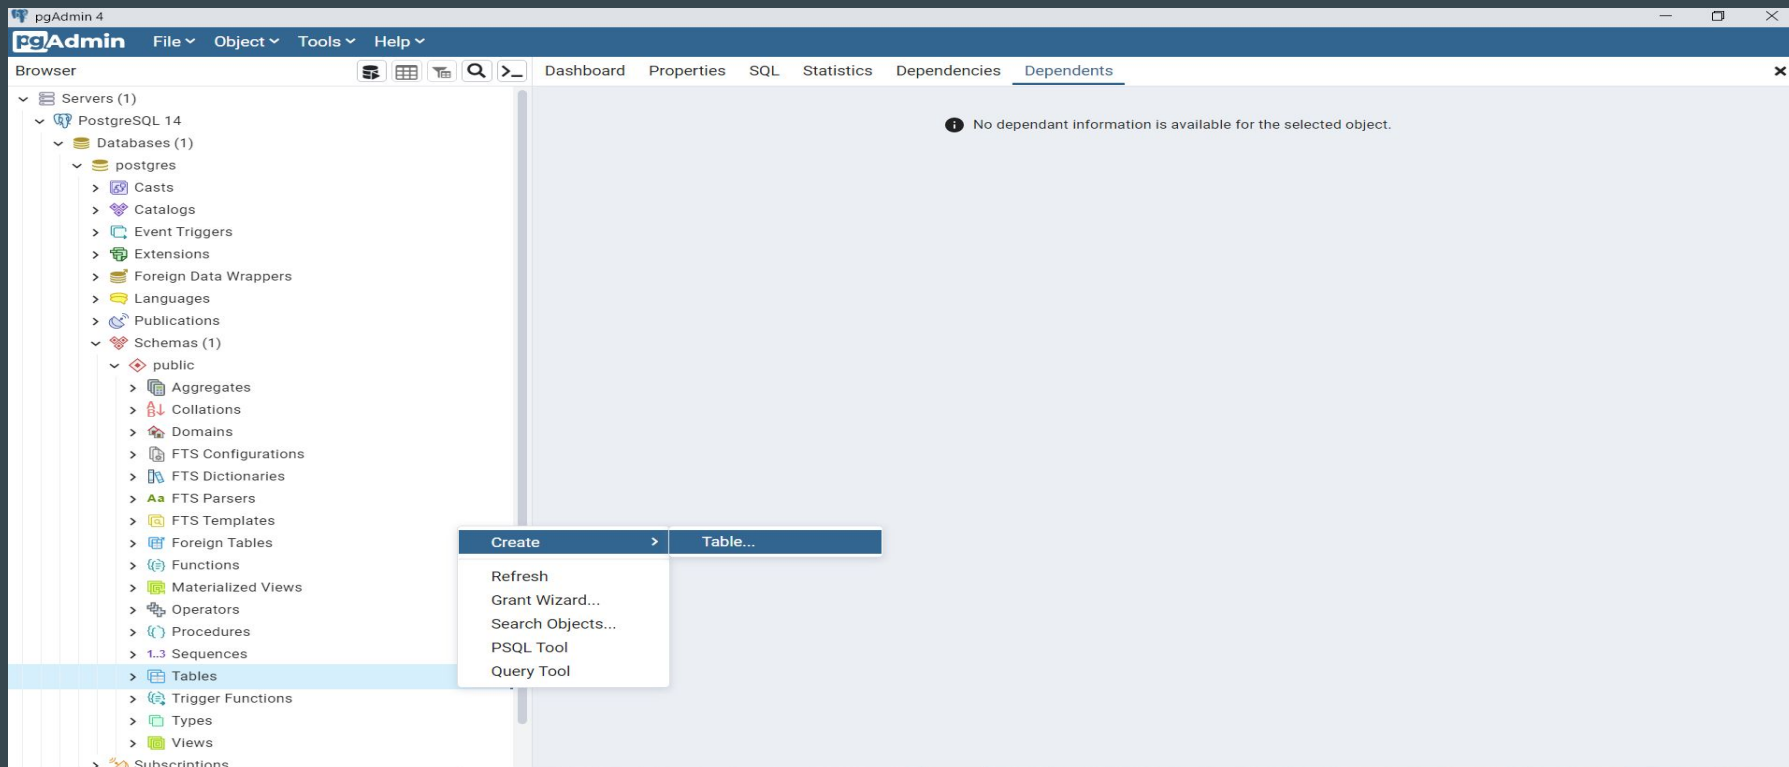 pgAdmin 4
pgAdmin File Object Tools Help
Browser
Dashboard Properties SQL Statistics Dependencies Dependents
Servers (1)
PostgreSQL 14
Databases (1)
postgres
Casts
Catalogs
Event Triggers
Extensions
Foreign Data Wrappers
Languages
Publications
Schemas (1)
public
Aggregates
Collations
Domains
FTS Configurations
FTS Dictionaries
Aa FTS Parsers
FTS Templates
Foreign Tables
Functions
Materialized Views
Operators
Procedures
1..3 Sequences
Tables
Trigger Functions
Types
Views
Subscriptions
No dependant information is available for the selected object.
Create
Table...
Refresh
Grant Wizard...
Search Objects...
PSQL Tool
Query Tool